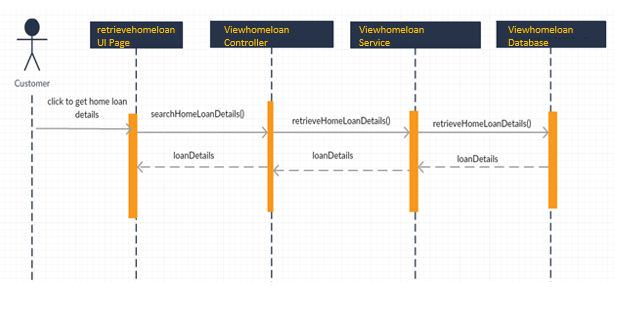 retrievehomeloan
UI Page
Viewhomeloan
Controller
Viewhomeloan
Service
Viewhomeloan
Database
Customer
click to get home loan
details
searchHomeLoanDetails()
retrieveHomeLoanDetails()
retrieveHomeLoanDetails()
loanDetails
loanDetails
loanDetails